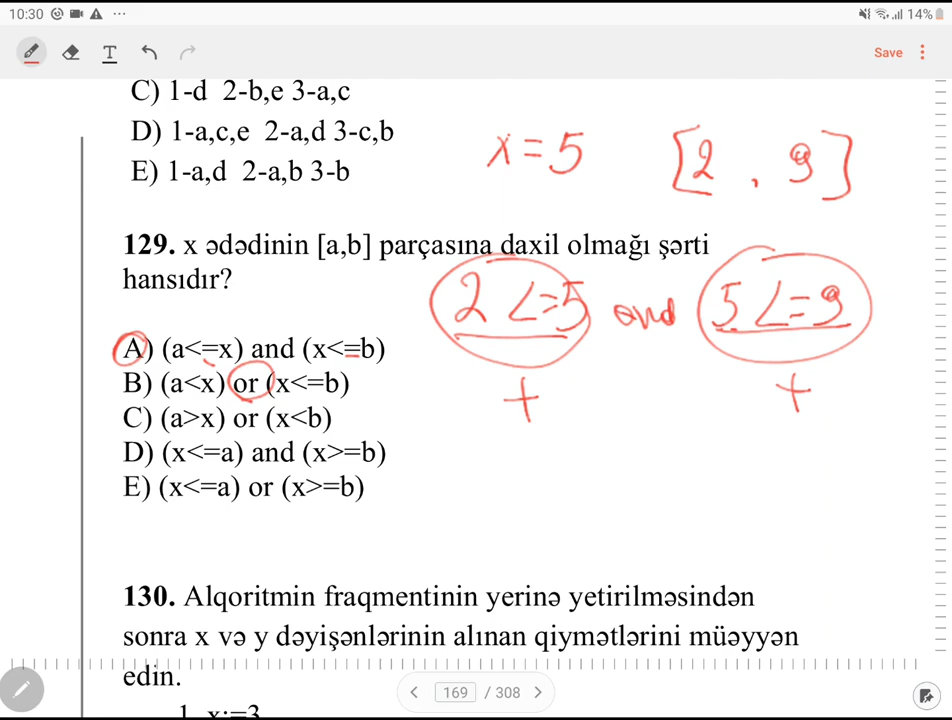 10:30
14%
T
Save
C) 1-d 2-b,e 3-a,c
D) 1-a,c,e 2-a,d 3-c,b
E) 1-a,d 2-a,b 3-b
x=5 [2 , 9]
129. x ədədinin [a,b] parçasına daxil olmağı şərti
hansıdır?
2 <=5 and 5 <=9
A) (a<=x) and (x<=b)
B) (a<x) or (x<=b)
+ +
C) (a>x) or (x<b)
D) (x<=a) and (x>=b)
E) (x<=a) or (x>=b)
130. Alqoritmin fraqmentinin yerinə yetirilməsindən
sonra x və y dəyişənlərinin alınan qiymətlərini müəyyən
edin.
169 / 308
1. x:=3